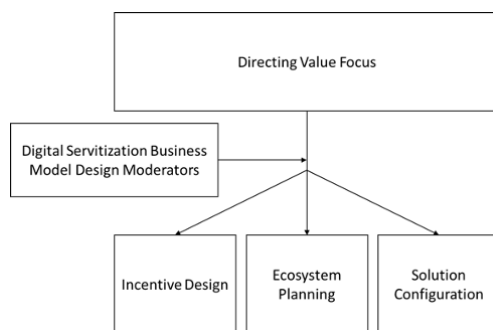 Directing Value Focus
Digital Servitization Business
Model Design Moderators
Incentive Design
Ecosystem
Planning
Solution
Configuration